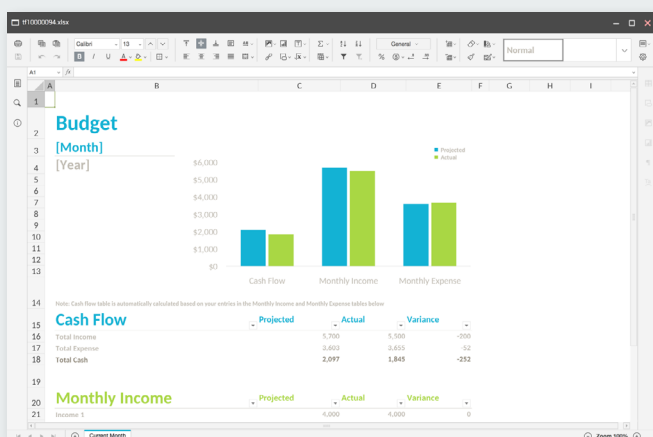 tf10000094.xlsx
Calibri 10
General
Normal
A1
A B C D E F G H I
1
2 Budget
3 [Month]
Projected
Actual
4 [Year]
$6,000
5
$5,000
6
7 $4,000
8 $3,000
9
10 $2,000
11 $1,000
12
13 $0
Cash Flow Monthly Income Monthly Expense
14 Note: Cash flow table is automatically calculated based on your entries in the Monthly Income and Monthly Expense tables below
15 Cash Flow Projected Actual Variance
16 Total Income 5,700 5,500 -200
17 Total Expense 3,603 3,655 52
18 Total Cash 2,097 1,845 -252
19
20 Monthly Income Projected Actual Variance
21 Income 1 4,000 4,000 0
Current Month Zoom 100%